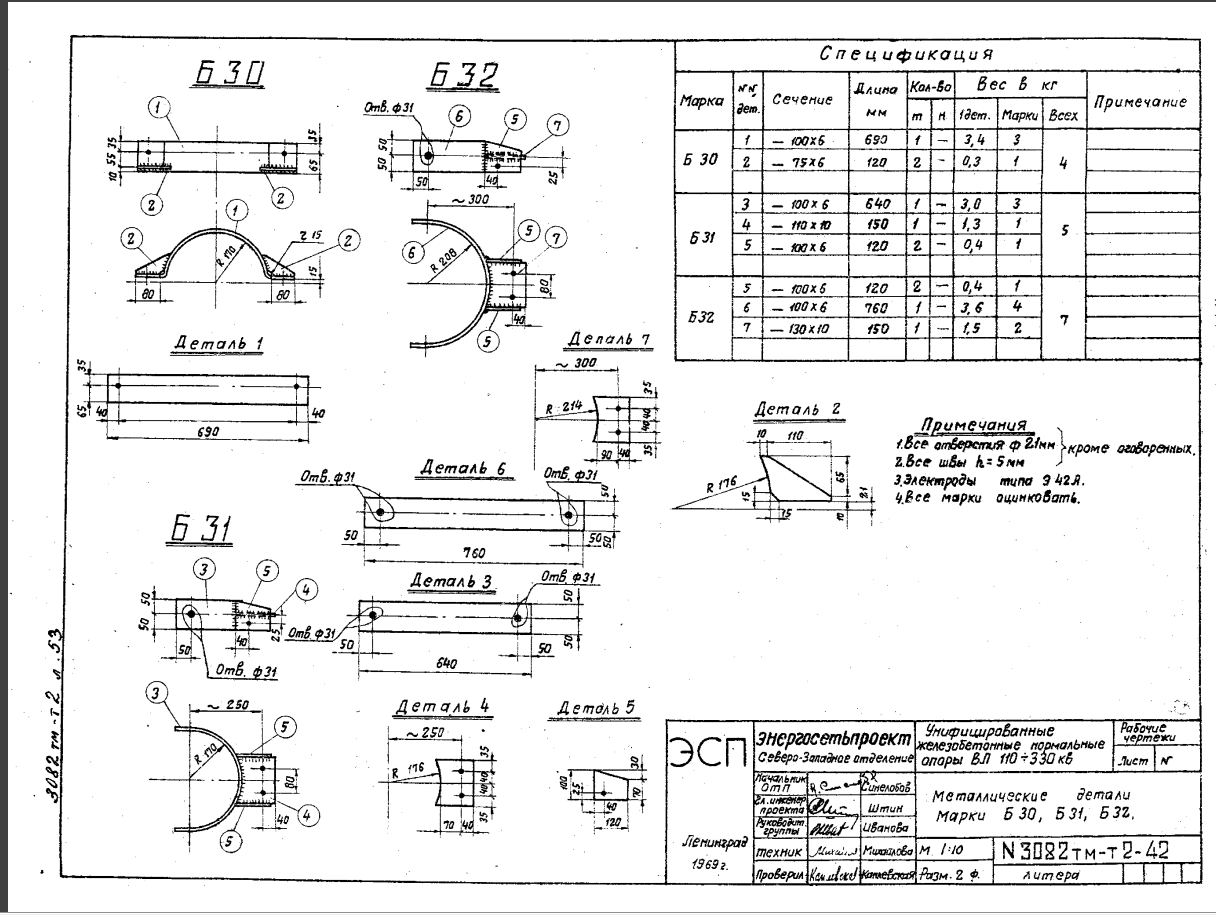 Б 30
Б 32
Отв. ф31
1
6
5
7
35
55
10
35
65
2
2
50
50
50
40
25
~ 300
1
2
2
r 15
R 170
15
80
80
6
5
7
R 208
80
40
5
Деталь 1
35
65
40
40
690
Деталь 7
~ 300
R 214
35
40
40
35
90
40
Деталь 6
Отв. ф31
Отв. ф31
50
50
50
50
760
Б 31
3
5
4
50
50
50
40
25
Отв. ф31
Деталь 3
Отв. ф31
Отв. ф31
50
50
50
50
640
3
~ 250
5
R 170
80
4
40
5
Деталь 4
~ 250
R 176
35
40
40
35
70
40
Деталь 5
100
25
30
70
40
120
Деталь 2
10
110
R 176
15
15
65
21
10
Спецификация
Марка
№№ дет.
Сечение
Длина мм
Кол-во
т
н
Вес в кг
1дет.
Марки
Всех
Примечание
Б 30
1 — 100х6 690 1 — 3,4 3
2 — 75х6 120 2 — 0,3 1
4
Б31
3 — 100х6 640 1 — 3,0 3
4 — 110х10 150 1 — 1,3 1
5 — 100х6 120 2 — 0,4 1
5
Б32
5 — 100х6 120 2 — 0,4 1
6 — 100х6 760 1 — 3,6 4
7 — 130х10 150 1 — 1,5 2
7
Примечания
1. Все отверстия ф 21мм
2. Все швы h = 5 мм
кроме оговоренных.
3. Электроды типа Э 42А.
4. Все марки оцинковать.
3082 тм-т2 л. 53
ЭСП
Энергосетьпроект
Северо-Западное отделение
Унифицированные
железобетонные нормальные
опоры ВЛ 110÷330 кв
Рабочие чертежи
Лист
№
Начальник ОТП
Синелобов
Гл. инженер проекта
Штин
Руководит. группы
Иванова
техник
Михайлова
Проверил
Каплевская
Ленинград
1969 г.
Металлические детали
Марки Б 30, Б 31, Б 32.
М. 1:10
N3082тм-т2-42
Разм. 2 ф.
литера